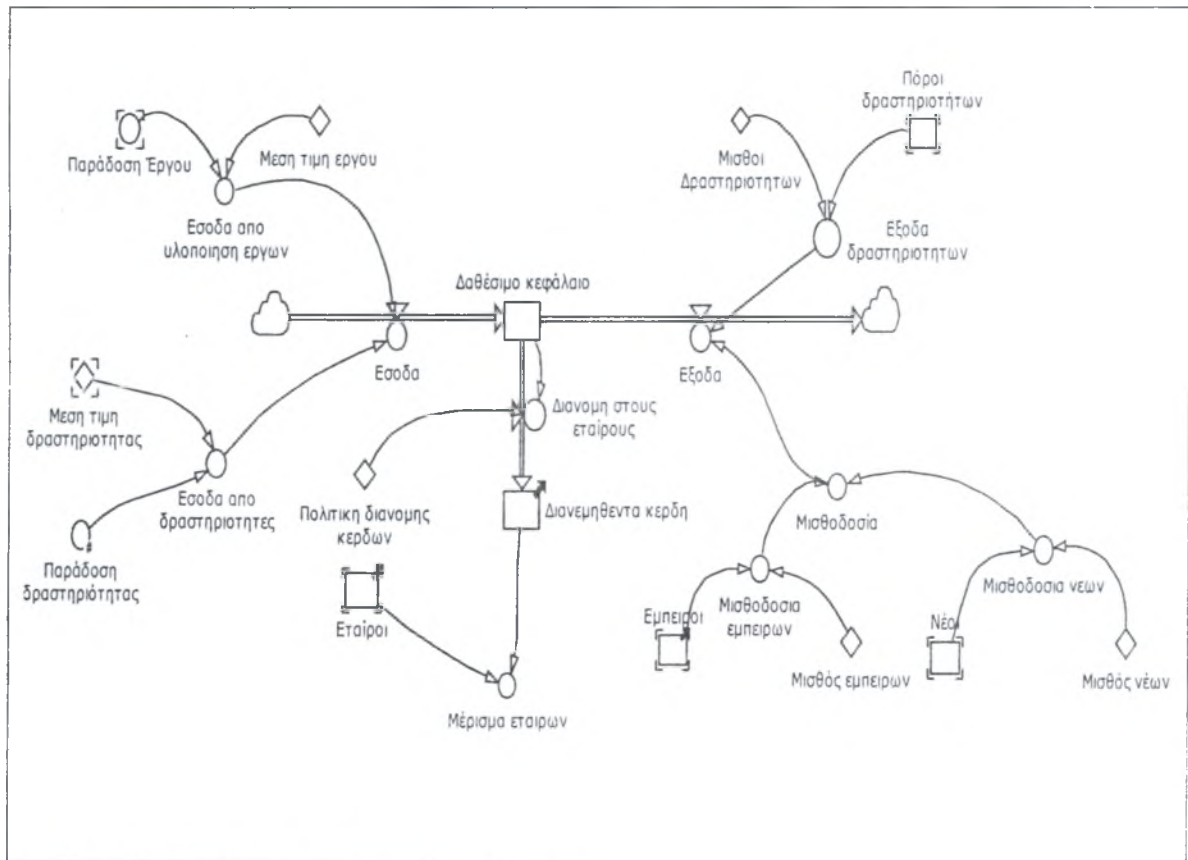 Πόροι
δραστηριοτήτων
Παράδοση Έργου
Μεση τιμη εργου
Μισθοι
Δραστηριοτητων
Εσοδα απο
υλοποιηση εργων
Εξοδα
δραστηριοτητων
Δαθέσιμο κεφάλαιο
Εσοδα
Εξοδα
Μεση τιμη
δραστηριοτητας
Διανομη στους
εταίρους
Εσοδα απο
δραστηριοτητες
Πολιτικη διανομης
κερδων
Διανεμηθεντα κερδη
Μισθοδοσία
Παράδοση
δραστηριότητας
Εταίροι
Εμπειροι
Μισθοδοσια
εμπειρων
Μισθοδοσια νεων
Νέοι
Μισθός εμπειρων
Μισθός νέων
Μέρισμα εταιρων